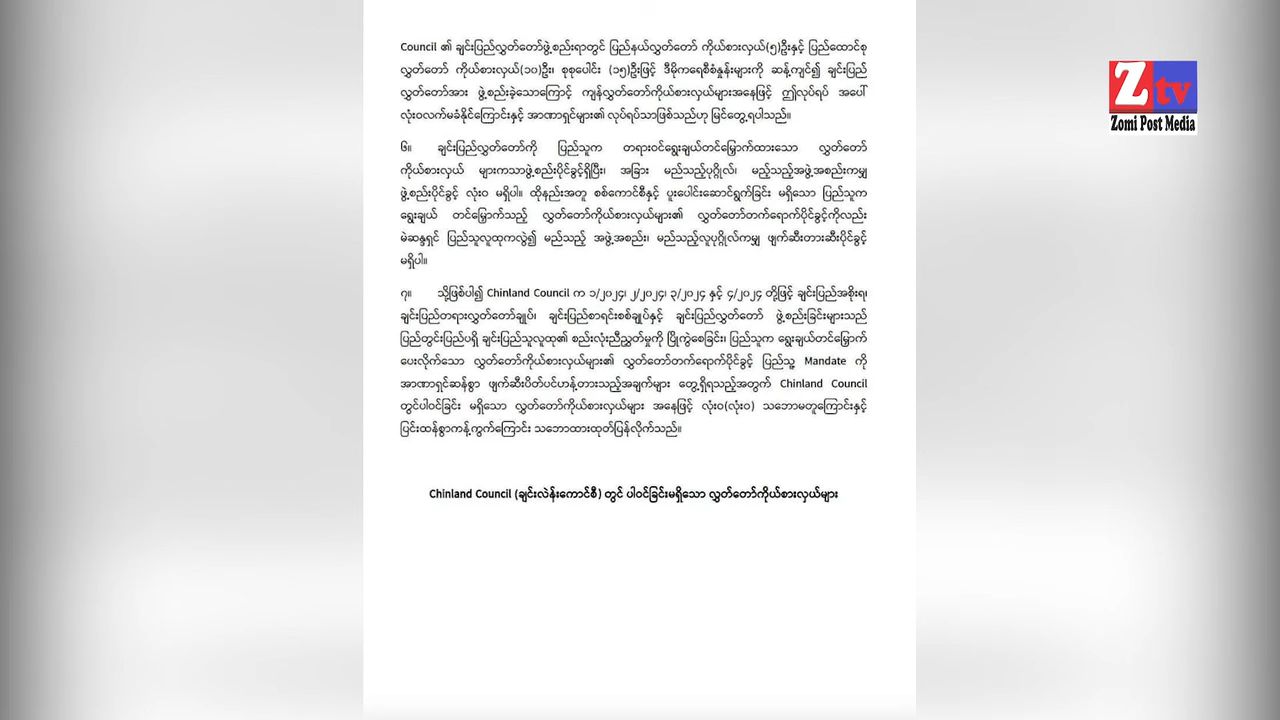 Council ၏ ချင်းပြည်လွှတ်တော်ဖွဲ့စည်းရာတွင် ပြည်နယ်လွှတ်တော် ကိုယ်စားလှယ်(၅)ဦးနှင့် ပြည်ထောင်စု
လွှတ်တော် ကိုယ်စားလှယ်(၁၀)ဦး၊ စုစုပေါင်း (၁၅)ဦးဖြင့် ဒီမိုကရေစီစံနှုန်းများကို ဆန့်ကျင်၍ ချင်းပြည်
လွှတ်တော်အား ဖွဲ့စည်းခဲ့သောကြောင့် ကျန်လွှတ်တော်ကိုယ်စားလှယ်များအနေဖြင့် ဤလုပ်ရပ် အပေါ်
လုံးဝလက်မခံနိုင်ကြောင်းနှင့် အာဏာရှင်များ၏ လုပ်ရပ်သာဖြစ်သည်ဟု မြင်တွေ့ရပါသည်။
၆။ ချင်းပြည်လွှတ်တော်ကို ပြည်သူက တရားဝင်ရွေးချယ်တင်မြှောက်ထားသော လွှတ်တော်
ကိုယ်စားလှယ် များကသာဖွဲ့စည်းပိုင်ခွင့်ရှိပြီး၊ အခြား မည်သည့်ပုဂ္ဂိုလ်၊ မည့်သည့်အဖွဲ့အစည်းကမျှ
ဖွဲ့စည်းပိုင်ခွင့် လုံးဝ မရှိပါ။ ထိုနည်းအတူ စစ်ကောင်စီနှင့် ပူးပေါင်းဆောင်ရွက်ခြင်း မရှိသော ပြည်သူက
ရွေးချယ် တင်မြှောက်သည့် လွှတ်တော်ကိုယ်စားလှယ်များ၏ လွှတ်တော်တက်ရောက်ပိုင်ခွင့်ကိုလည်း
မဲဆန္ဒရှင် ပြည်သူလူထုကလွဲ၍ မည်သည့် အဖွဲ့အစည်း၊ မည်သည့်လူပုဂ္ဂိုလ်ကမျှ ဖျက်ဆီးတားဆီးပိုင်ခွင့်
မရှိပါ။
၇။ သို့ဖြစ်ပါ၍ Chinland Council က ၁/၂၀၂၄၊ ၂/၂၀၂၄၊ ၃/၂၀၂၄ နှင့် ၄/၂၀၂၄ တို့ဖြင့် ချင်းပြည်အစိုးရ၊
ချင်းပြည်တရားလွှတ်တော်ချုပ်၊ ချင်းပြည်စာရင်းစစ်ချုပ်နှင့် ချင်းပြည်လွှတ်တော် ဖွဲ့စည်းခြင်းများသည်
ပြည်တွင်းပြည်ပရှိ ချင်းပြည်သူလူထု၏ စည်းလုံးညီညွှတ်မှုကို ပြိုကွဲစေခြင်း၊ ပြည်သူက ရွေးချယ်တင်မြှောက်
ပေးလိုက်သော လွှတ်တော်ကိုယ်စားလှယ်များ၏ လွှတ်တော်တက်ရောက်ပိုင်ခွင့် ပြည်သူ့ Mandate ကို
အာဏာရှင်ဆန်စွာ ဖျက်ဆီးပိတ်ပင်ဟန့်တားသည့်အချက်များ တွေ့ရှိရသည့်အတွက် Chinland Council
တွင်ပါဝင်ခြင်း မရှိသော လွှတ်တော်ကိုယ်စားလှယ်များ အနေဖြင့် လုံးဝ(လုံးဝ) သဘောမတူကြောင်းနှင့်
ပြင်းထန်စွာကန့်ကွက်ကြောင်း သဘောထားထုတ်ပြန်လိုက်သည်။
Chinland Council (ချင်းလဲန်းကောင်စီ) တွင် ပါဝင်ခြင်းမရှိသော လွှတ်တော်ကိုယ်စားလှယ်များ
Z tv
Zomi Post Media